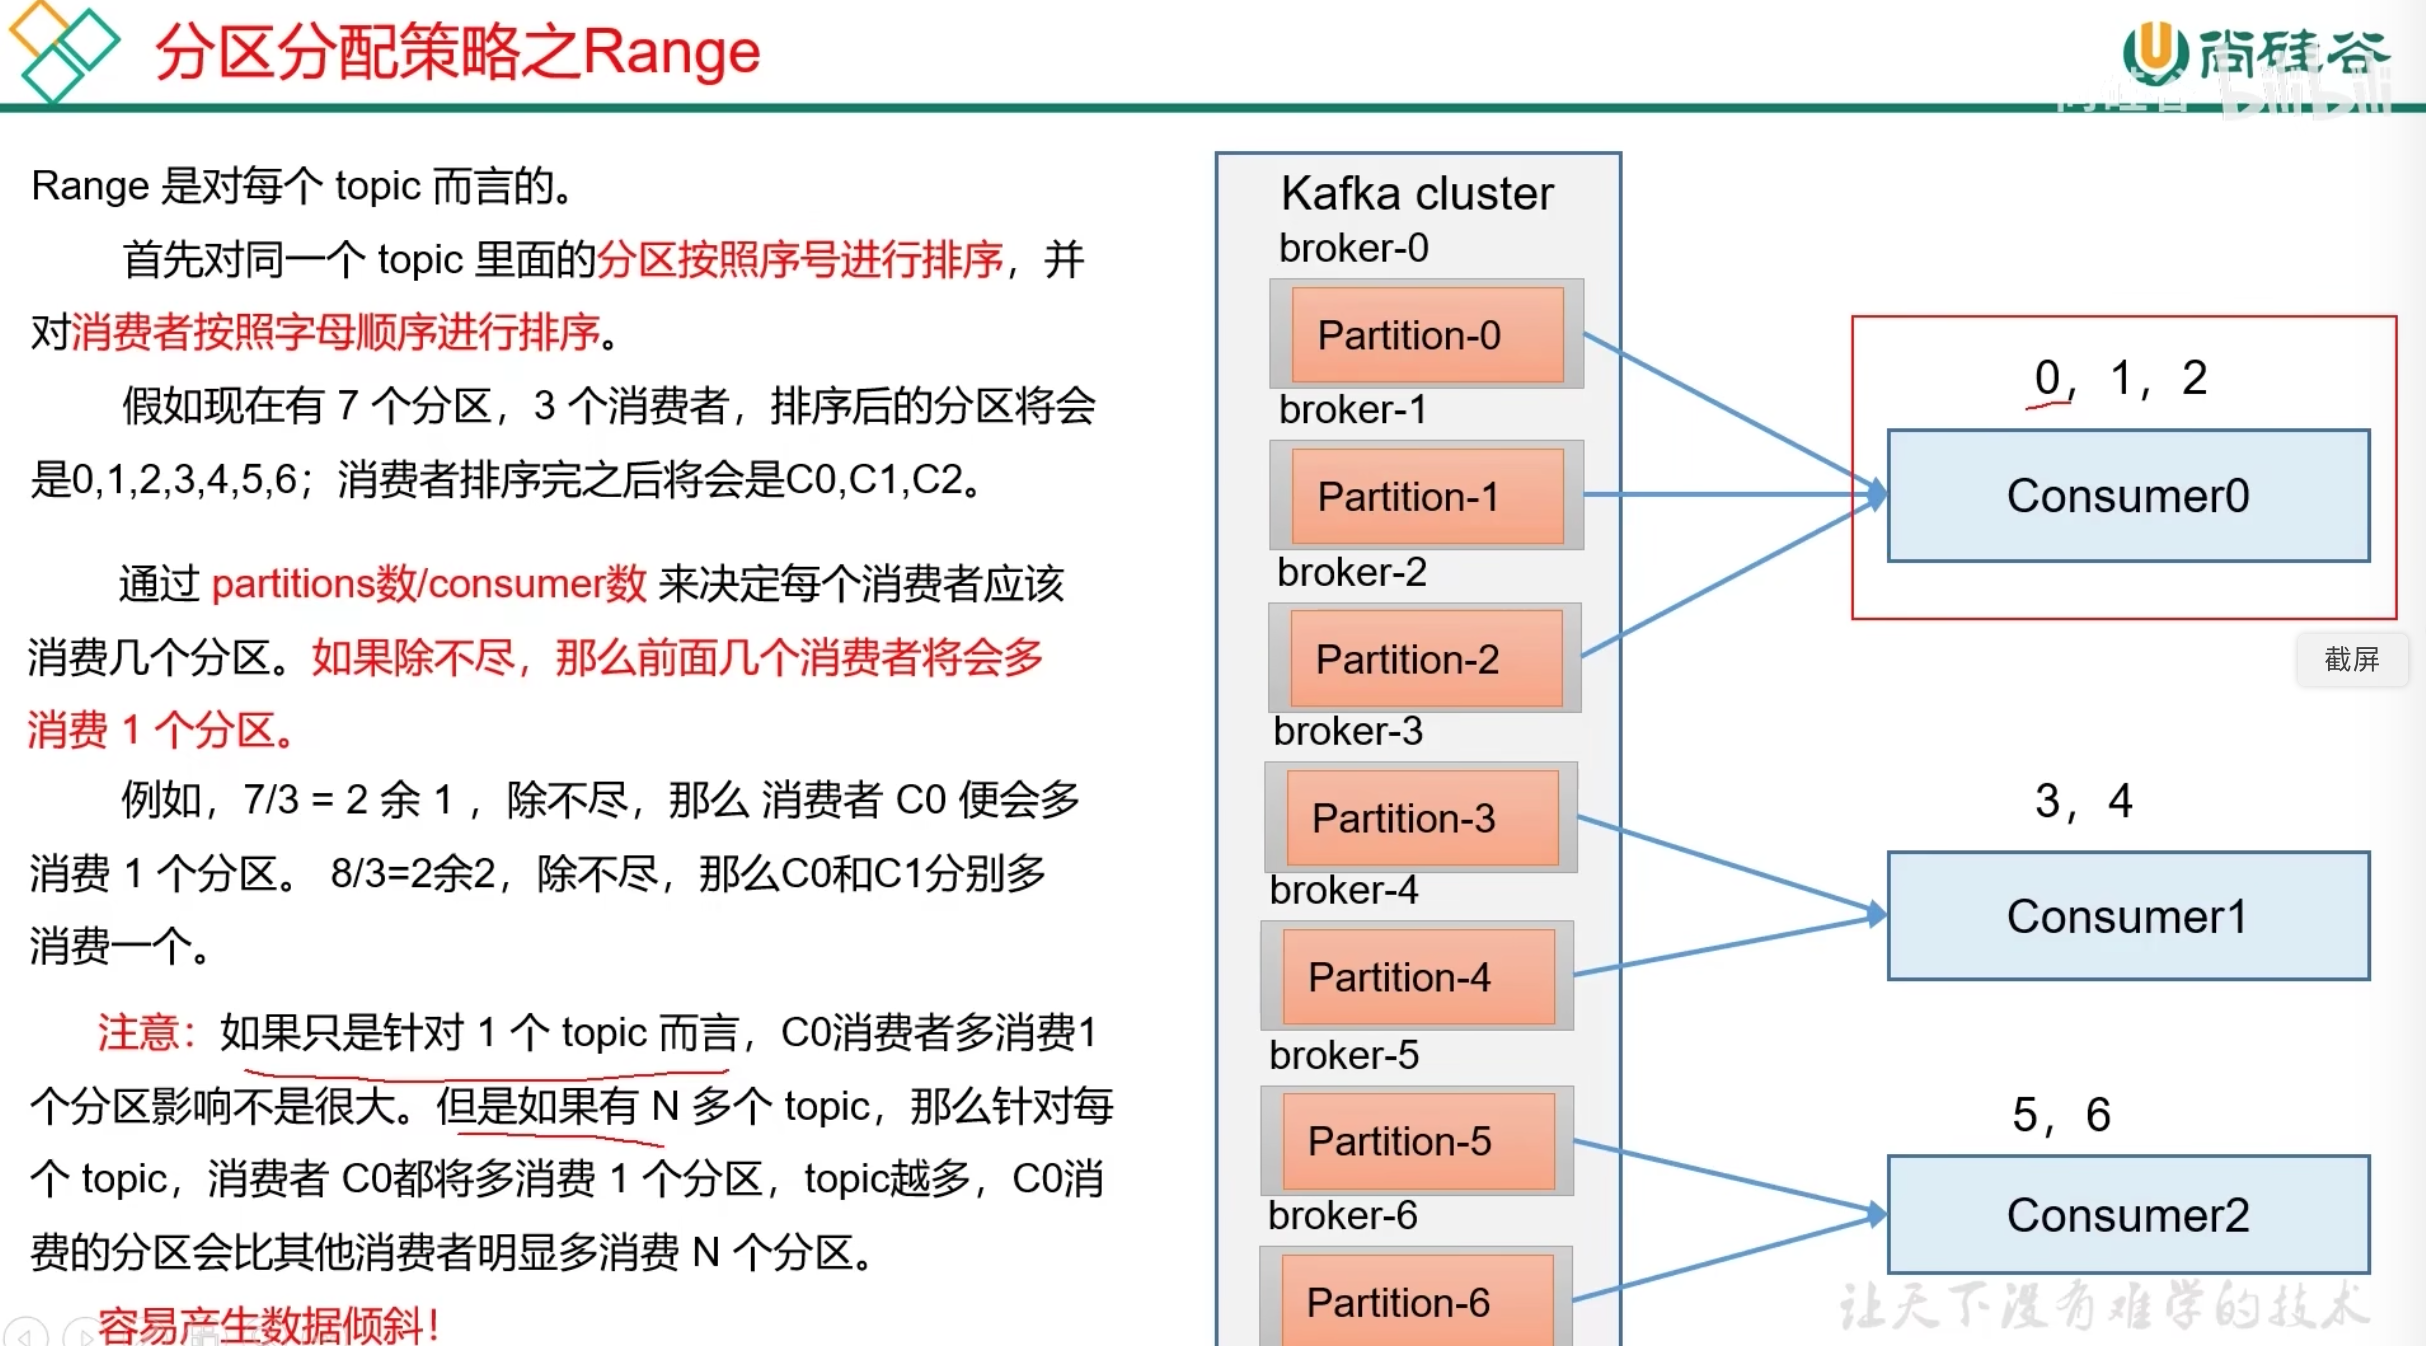 分区分配策略之Range
尚硅谷
bilibili
Range 是对每个 topic 而言的。
首先对同一个 topic 里面的分区按照序号进行排序，并
对消费者按照字母顺序进行排序。
假如现在有 7 个分区，3 个消费者，排序后的分区将会
是0,1,2,3,4,5,6；消费者排序完之后将会是C0,C1,C2。
通过 partitions数/consumer数 来决定每个消费者应该
消费几个分区。如果除不尽，那么前面几个消费者将会多
消费 1 个分区。
例如，7/3 = 2 余 1 ，除不尽，那么 消费者 C0 便会多
消费 1 个分区。 8/3=2余2，除不尽，那么C0和C1分别多
消费一个。
注意：如果只是针对 1 个 topic 而言，C0消费者多消费1
个分区影响不是很大。但是如果有 N 多个 topic，那么针对每
个 topic，消费者 C0都将多消费 1 个分区，topic越多，C0消
费的分区会比其他消费者明显多消费 N 个分区。
容易产生数据倾斜！
Kafka cluster
broker-0
Partition-0
broker-1
Partition-1
broker-2
Partition-2
broker-3
Partition-3
broker-4
Partition-4
broker-5
Partition-5
broker-6
Partition-6
0，1，2
Consumer0
截屏
3，4
Consumer1
5，6
Consumer2
让天下没有难学的技术